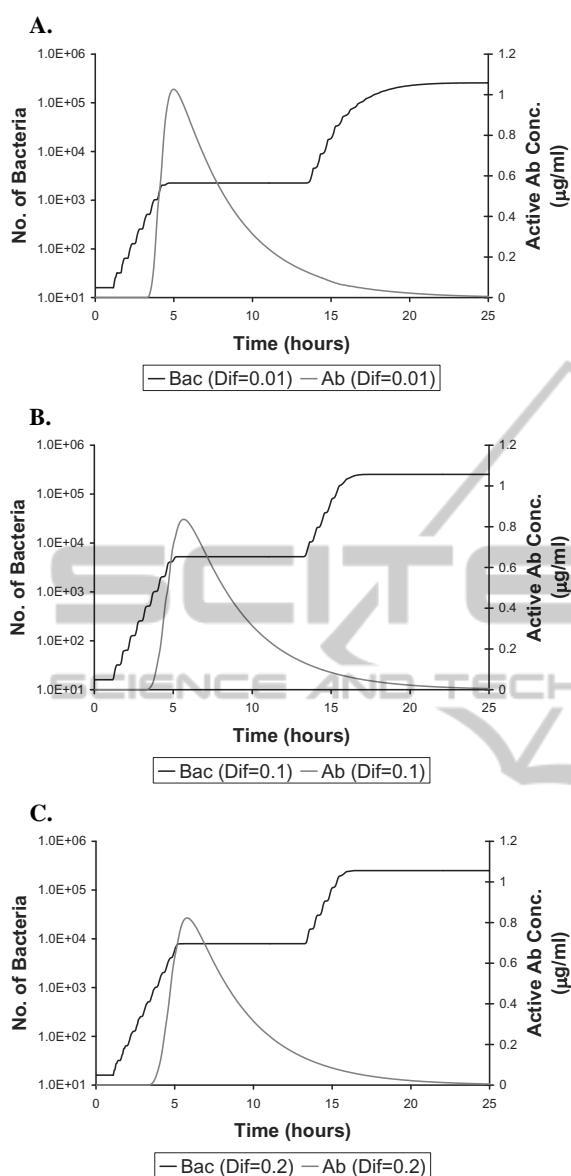 A.
1.0E+06
1.0E+05
1.0E+04
1.0E+03
1.0E+02
1.0E+01
No. of Bacteria
1.2
1
0.8
0.6
0.4
0.2
0
Active Ab Conc.
(µg/ml)
0 5 10 15 20 25
Time (hours)
Bac (Dif=0.01) Ab (Dif=0.01)
B.
1.0E+06
1.0E+05
1.0E+04
1.0E+03
1.0E+02
1.0E+01
No. of Bacteria
1.2
1
0.8
0.6
0.4
0.2
0
Active Ab Conc.
(µg/ml)
0 5 10 15 20 25
Time (hours)
Bac (Dif=0.1) Ab (Dif=0.1)
SCITE
SCIENCE AND TECH
C.
1.0E+06
1.0E+05
1.0E+04
1.0E+03
1.0E+02
1.0E+01
No. of Bacteria
1.2
1
0.8
0.6
0.4
0.2
0
Active Ab Conc.
(µg/ml)
0 5 10 15 20 25
Time (hours)
Bac (Dif=0.2) Ab (Dif=0.2)